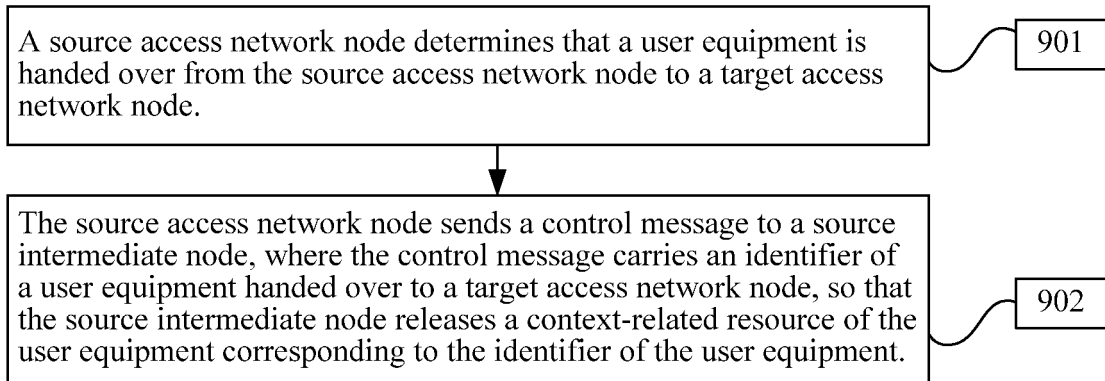 A source access network node determines that a user equipment is
handed over from the source access network node to a target access
network node.
901
The source access network node sends a control message to a source
intermediate node, where the control message carries an identifier of
a user equipment handed over to a target access network node, so that
the source intermediate node releases a context-related resource of the
user equipment corresponding to the identifier of the user equipment.
902